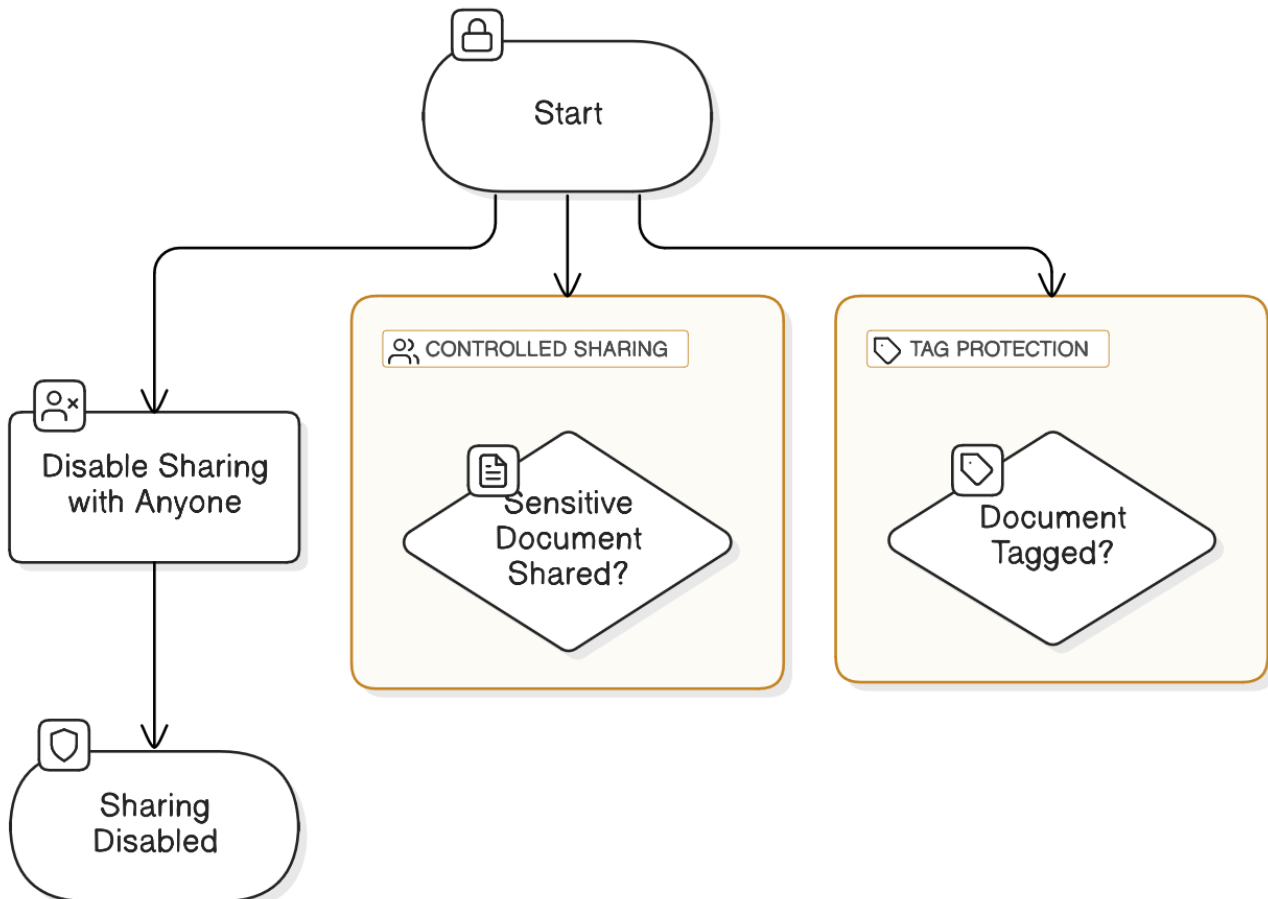 Start
CONTROLLED SHARING
TAG PROTECTION
Disable Sharing
with Anyone
Sensitive
Document
Shared?
Document
Tagged?
Sharing
Disabled